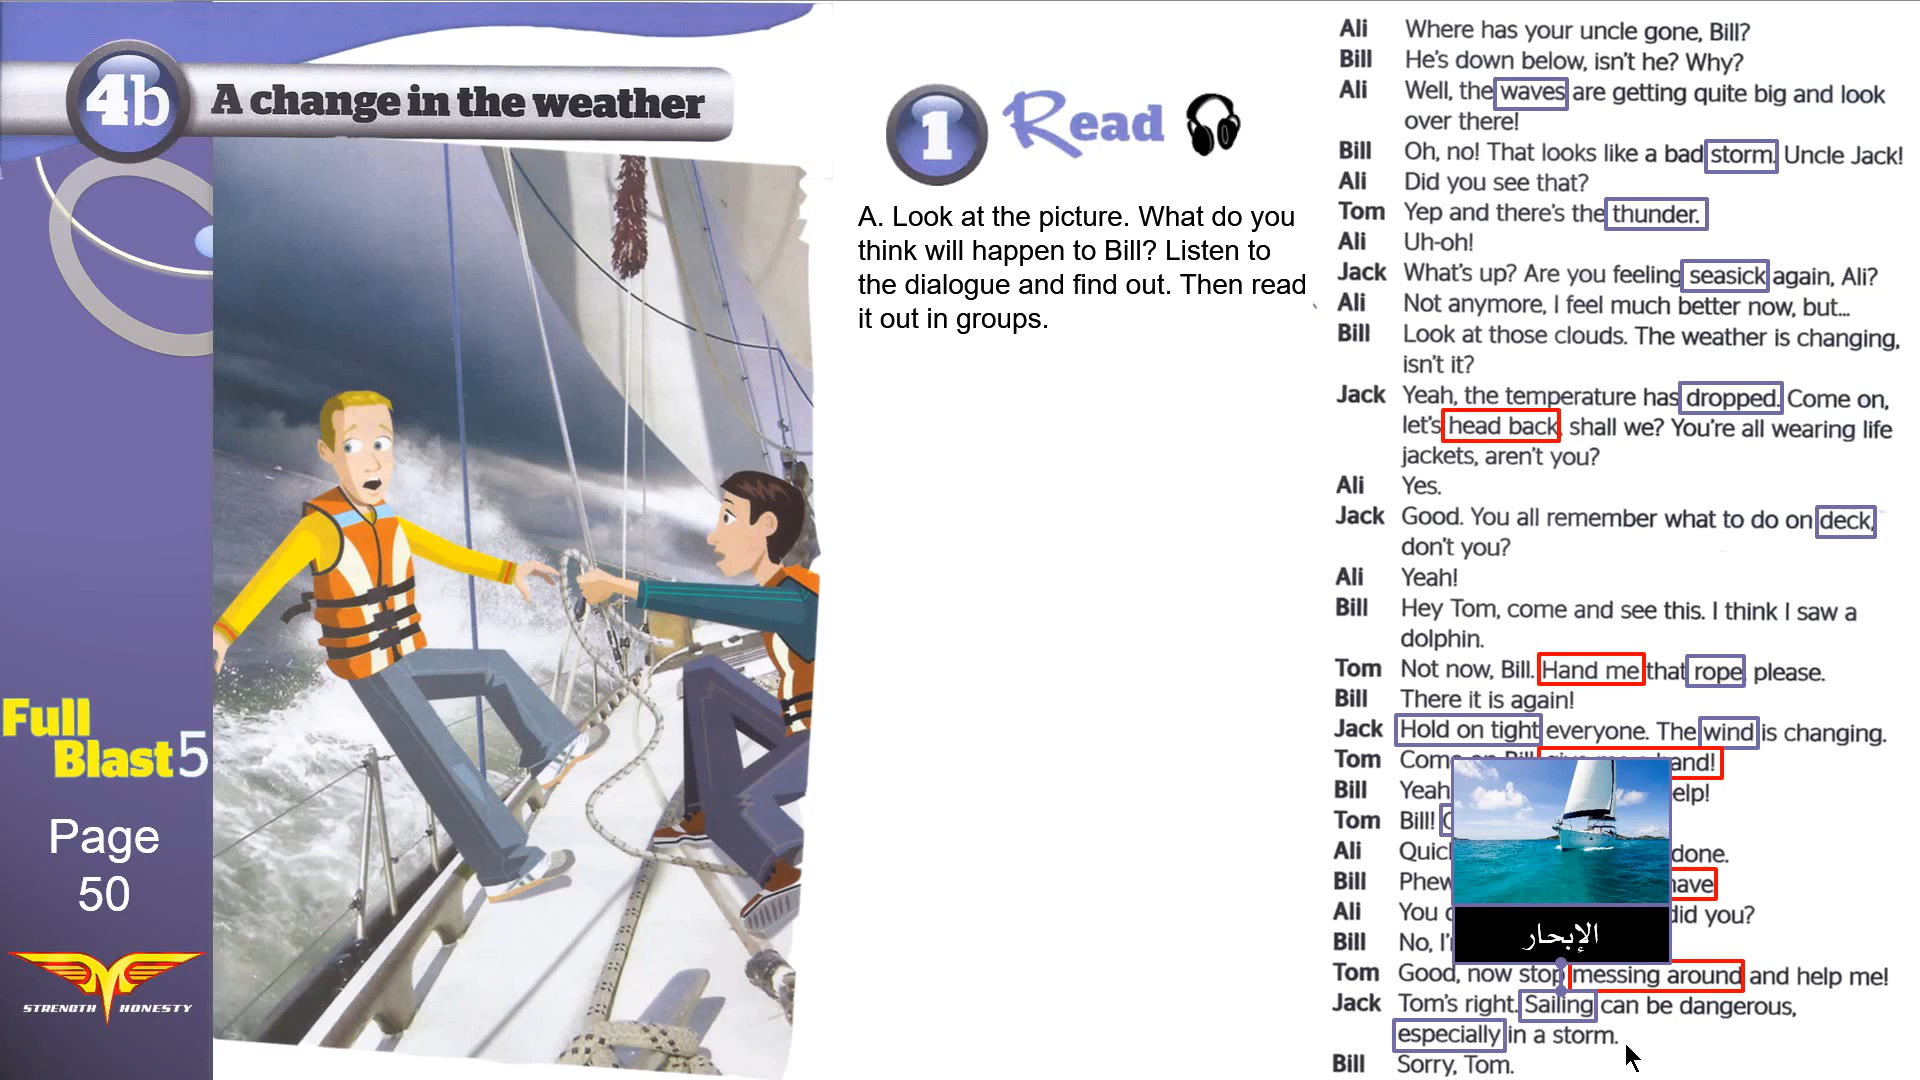 4b A change in the weather
1 Read
A. Look at the picture. What do you
think will happen to Bill? Listen to
the dialogue and find out. Then read
it out in groups.
Full
Blast 5
Page
50
STRENGTH HONESTY
Ali Where has your uncle gone, Bill?
Bill He's down below, isn't he? Why?
Ali Well, the waves are getting quite big and look
over there!
Bill Oh, no! That looks like a bad storm. Uncle Jack!
Ali Did you see that?
Tom Yep and there's the thunder.
Ali Uh-oh!
Jack What's up? Are you feeling seasick again, Ali?
Ali Not anymore, I feel much better now, but...
Bill Look at those clouds. The weather is changing,
isn't it?
Jack Yeah, the temperature has dropped. Come on,
let's head back, shall we? You're all wearing life
jackets, aren't you?
Ali Yes.
Jack Good. You all remember what to do on deck,
don't you?
Ali Yeah!
Bill Hey Tom, come and see this. I think I saw a
dolphin.
Tom Not now, Bill. Hand me that rope please.
Bill There it is again!
Jack Hold on tight everyone. The wind is changing.
Tom
Bill Yeah
Tom Bill!
Ali done.
Bill Phew
Ali You did you?
Bill No,
الإبحار
Tom Good, now stop messing around and help me!
Jack Tom's right. Sailing can be dangerous,
especially in a storm.
Bill Sorry, Tom.